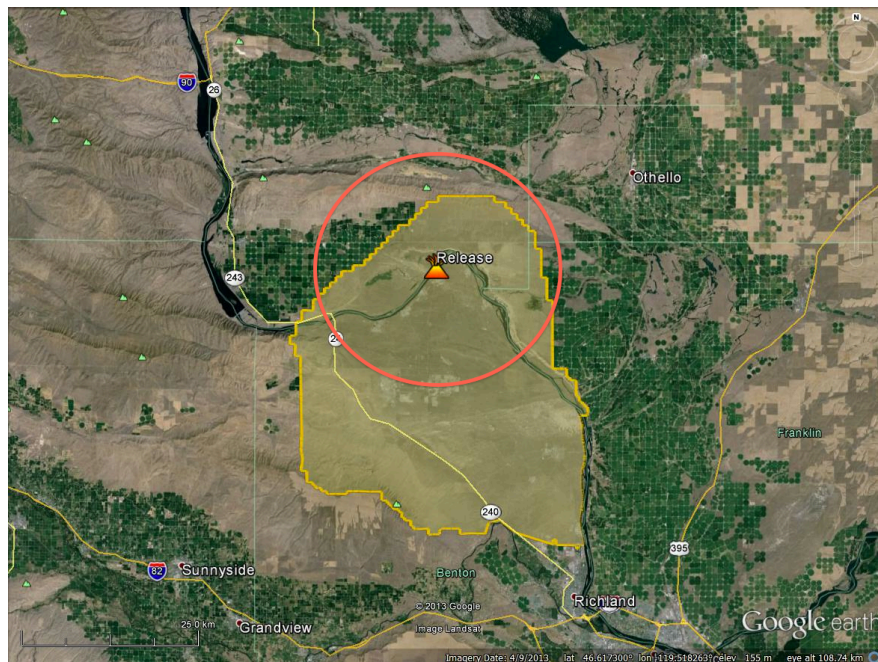 N
90
26
Othello
Release
243
24
Franklin
240
395
Benton
82
Sunnyside
Richland
© 2013 Google
25.0 km
Grandview
Image Landsat
Google earth
Imagery Date: 4/9/2013 lat 46.617300° lon -119.518263° elev 155 m eye alt 108.74 km